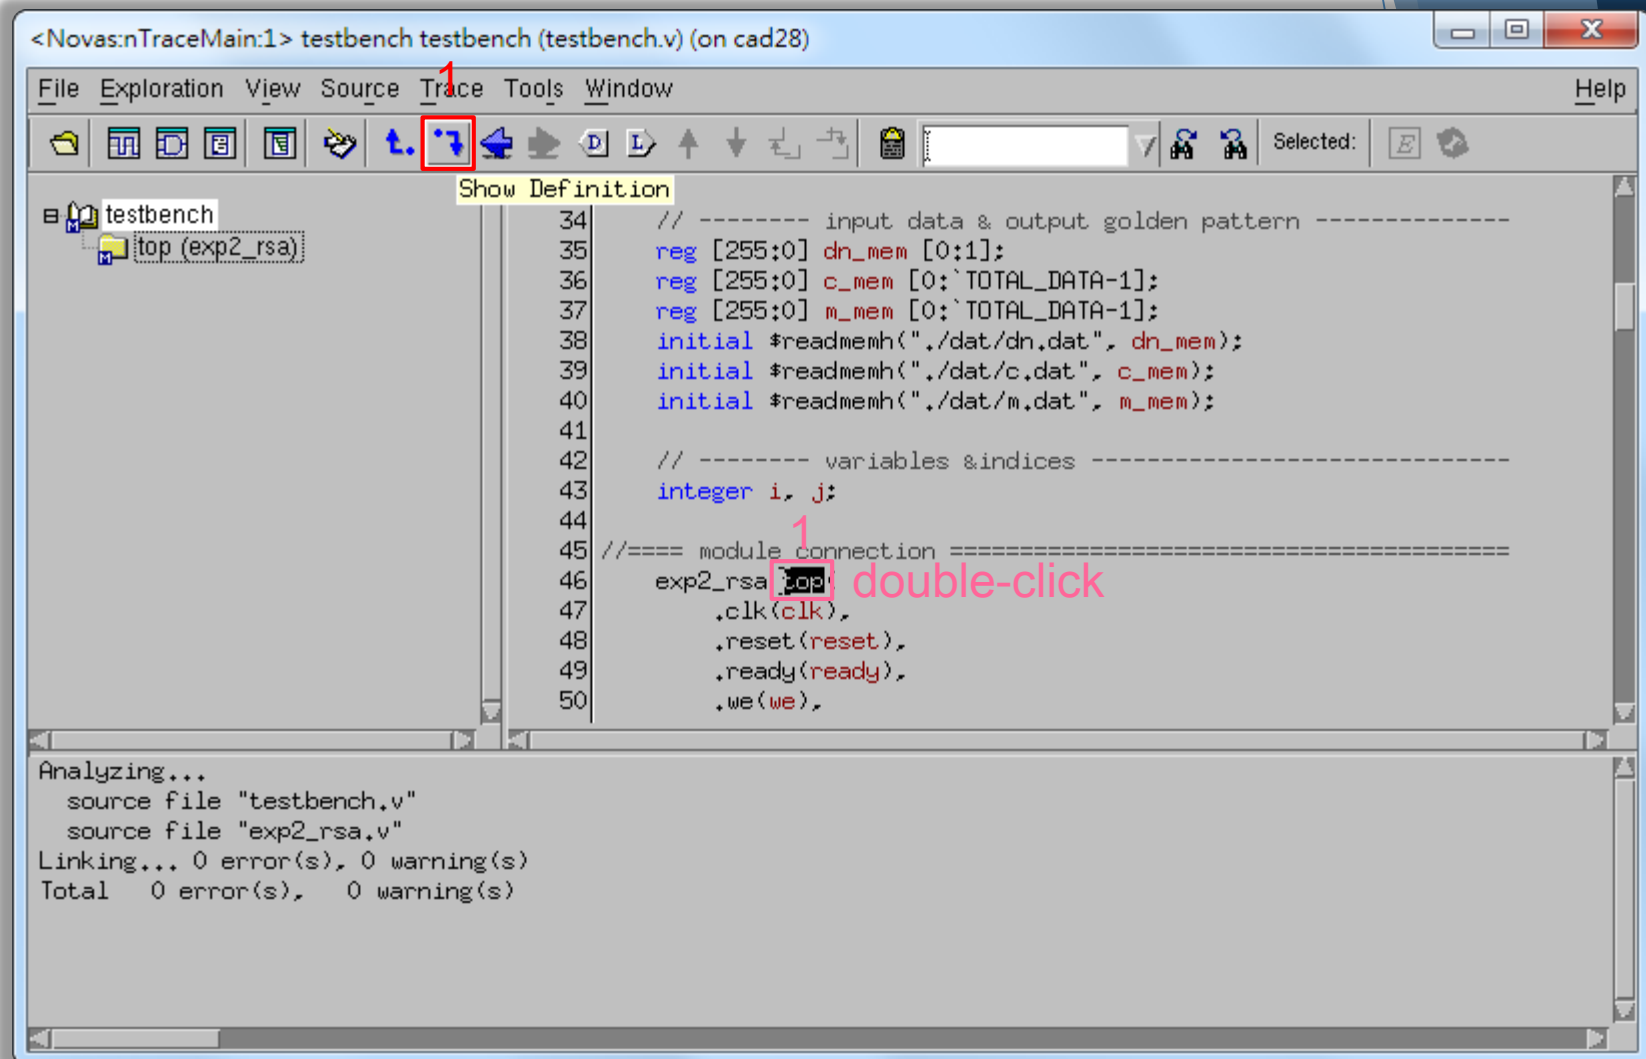 <Novas:nTraceMain:1> testbench testbench (testbench.v) (on cad28)
File Exploration View Source Trace Tools Window Help
1
D L Selected: E
Show Definition
testbench
top (exp2_rsa)
34 // -------- input data & output golden pattern --------------
35 reg [255:0] dn_mem [0:1];
36 reg [255:0] c_mem [0:`TOTAL_DATA-1];
37 reg [255:0] m_mem [0:`TOTAL_DATA-1];
38 initial $readmemh("./dat/dn.dat", dn_mem);
39 initial $readmemh("./dat/c.dat", c_mem);
40 initial $readmemh("./dat/m.dat", m_mem);
41
42 // -------- variables &indices ------------------------------
43 integer i, j;
44
1
45 //==== module connection ========================================
46 exp2_rsa top( double-click
47 .clk(clk),
48 .reset(reset),
49 .ready(ready),
50 .we(we),
Analyzing...
source file "testbench.v"
source file "exp2_rsa.v"
Linking... 0 error(s), 0 warning(s)
Total 0 error(s), 0 warning(s)